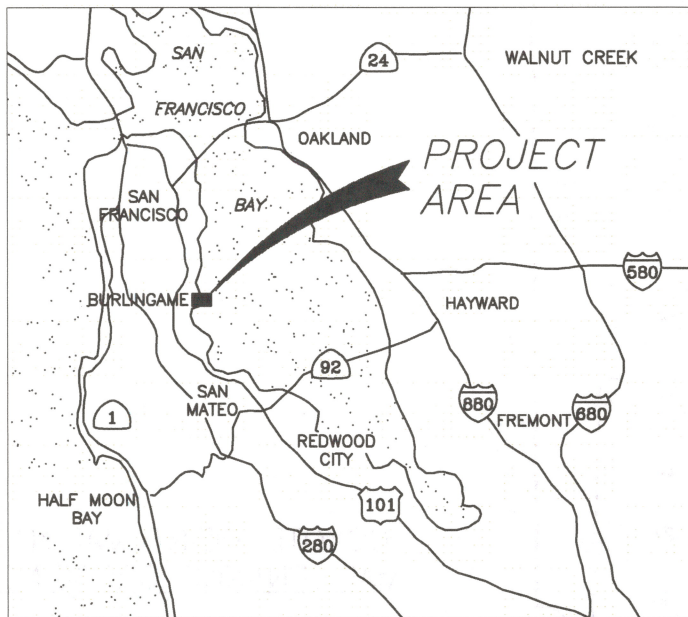 SAN
FRANCISCO
BAY
24
WALNUT CREEK
OAKLAND
PROJECT
AREA
SAN
FRANCISCO
580
BURLINGAME
HAYWARD
92
1
SAN
MATEO
880
FREMONT
680
REDWOOD
CITY
HALF MOON
BAY
101
280